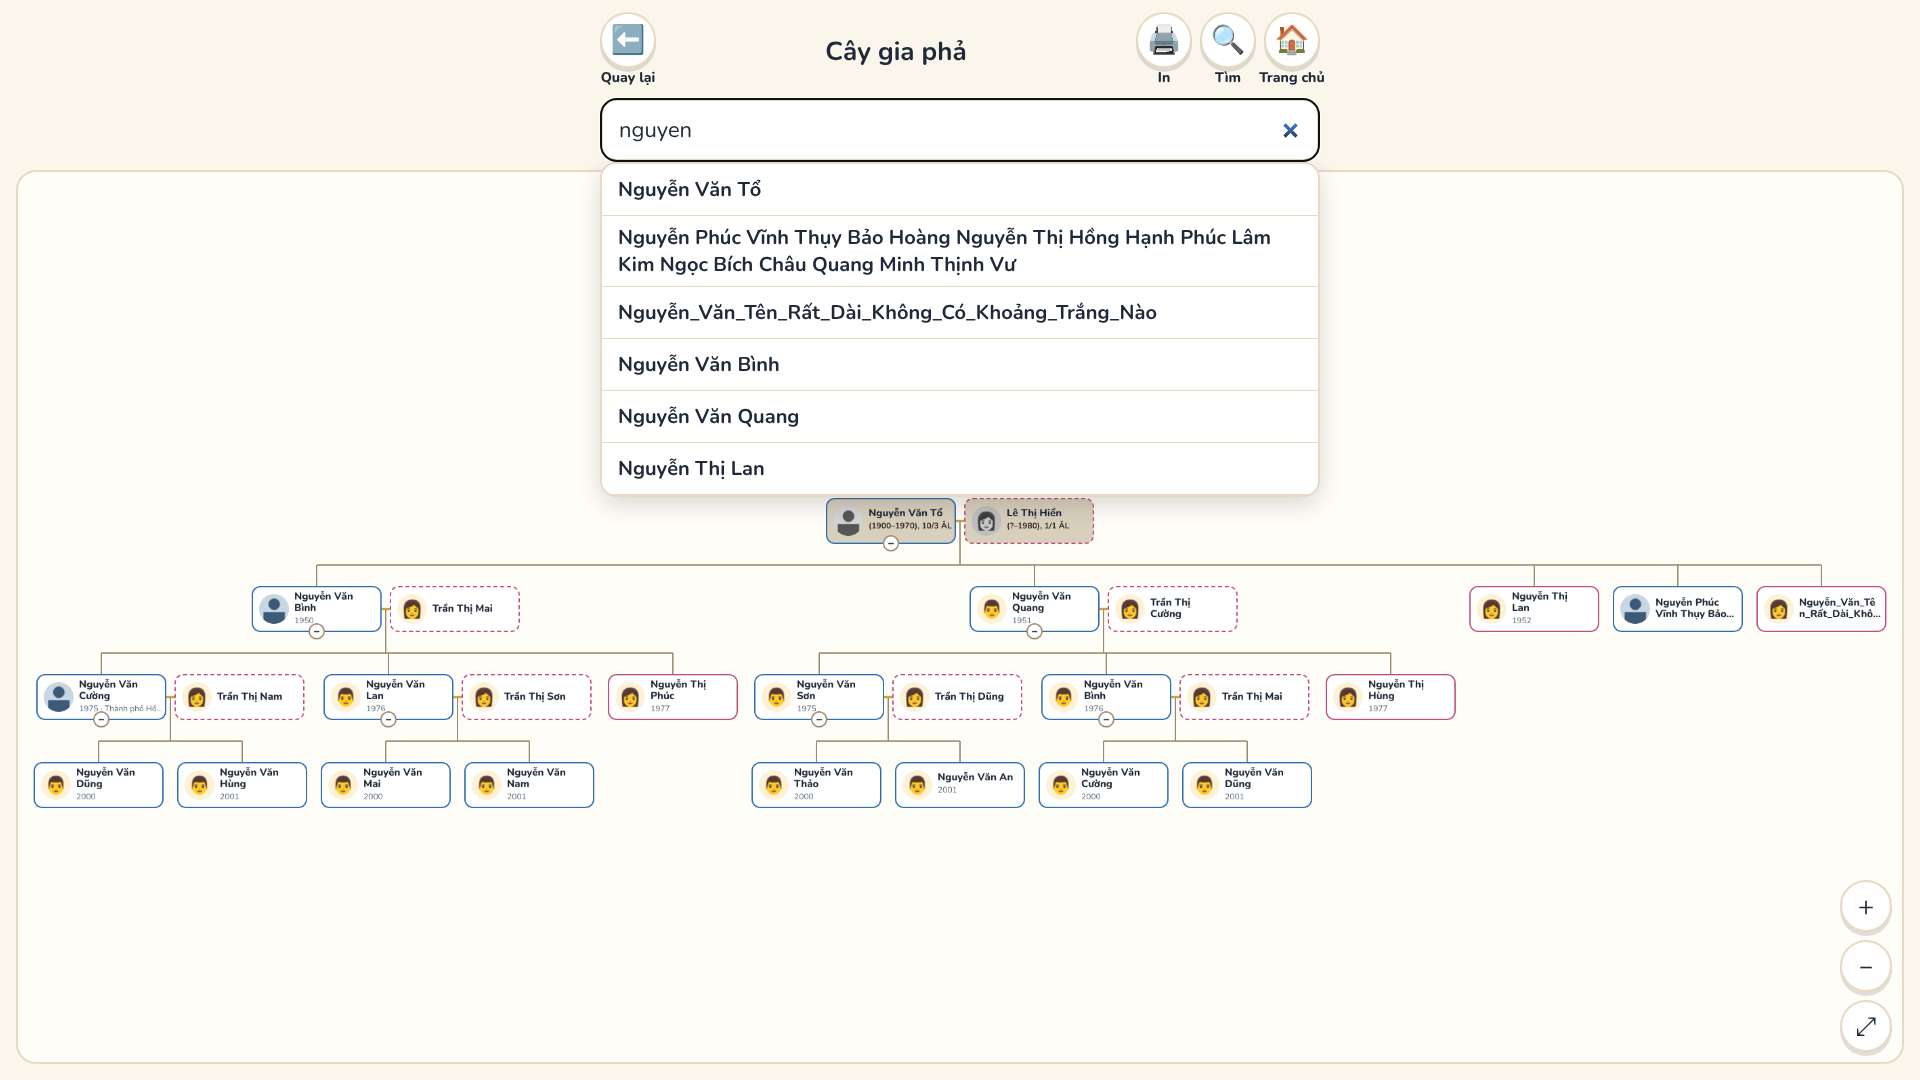 Quay lại
Cây gia phả
In
Tìm
Trang chủ
nguyen
Nguyễn Văn Tổ
Nguyễn Phúc Vĩnh Thụy Bảo Hoàng Nguyễn Thị Hồng Hạnh Phúc Lâm
Kim Ngọc Bích Châu Quang Minh Thịnh Vư
Nguyễn_Văn_Tên_Rất_Dài_Không_Có_Khoảng_Trắng_Nào
Nguyễn Văn Bình
Nguyễn Văn Quang
Nguyễn Thị Lan
Nguyễn Văn Tổ
(1900–1970), 10/3 ÂL
Lê Thị Hiền
(?–1980), 1/1 ÂL
Nguyễn Văn
Bình
1950
Trần Thị Mai
Nguyễn Văn
Quang
1951
Trần Thị
Cường
Nguyễn Thị
Lan
1952
Nguyễn Phúc
Vĩnh Thụy Bảo...
Nguyễn_Văn_Tê
n_Rất_Dài_Khô...
Nguyễn Văn
Cường
1975 · Thành phố Hồ...
Trần Thị Nam
Nguyễn Văn
Lan
1976
Trần Thị Sơn
Nguyễn Thị
Phúc
1977
Nguyễn Văn
Sơn
1975
Trần Thị Dũng
Nguyễn Văn
Bình
1976
Trần Thị Mai
Nguyễn Thị
Hùng
1977
Nguyễn Văn
Dũng
2000
Nguyễn Văn
Hùng
2001
Nguyễn Văn
Mai
2000
Nguyễn Văn
Nam
2001
Nguyễn Văn
Thảo
2000
Nguyễn Văn An
2001
Nguyễn Văn
Cường
2000
Nguyễn Văn
Dũng
2001